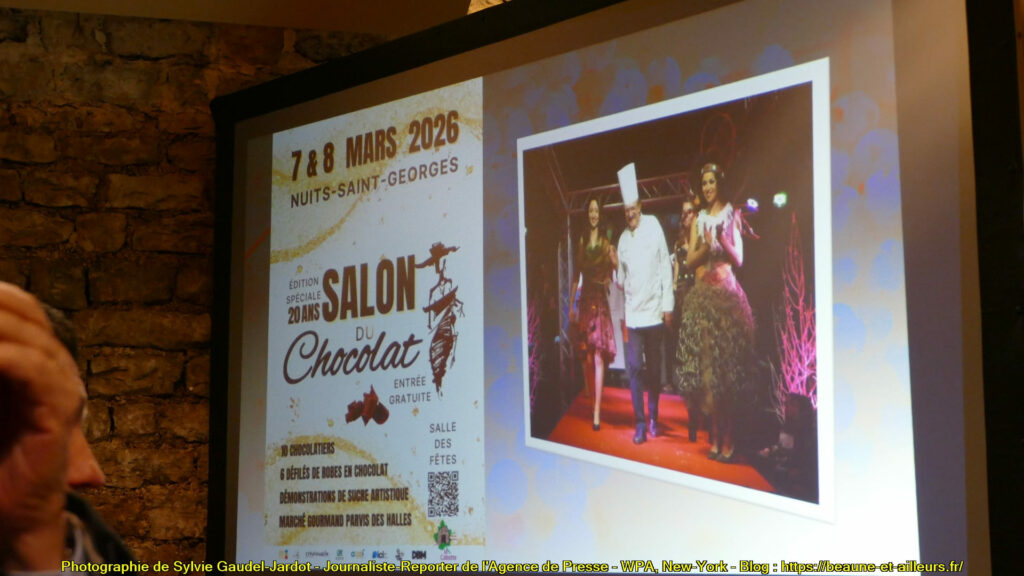 7 & 8 MARS 2026
NUITS-SAINT-GEORGES
ÉDITION
SPÉCIALE
20 ANS
SALON
DU
Chocolat
ENTRÉE
GRATUITE
SALLE
DES
FÊTES
10 CHOCOLATIERS
6 DÉFILÉS DE ROBES EN CHOCOLAT
DÉMONSTRATIONS DE SUCRE ARTISTIQUE
MARCHÉ GOURMAND PARVIS DES HALLES
Photographie de Sylvie Gaudel-Jardot - Journaliste-Reporter de l'Agence de Presse - WPA, New-York - Blog : https://beaune-et-ailleurs.fr/